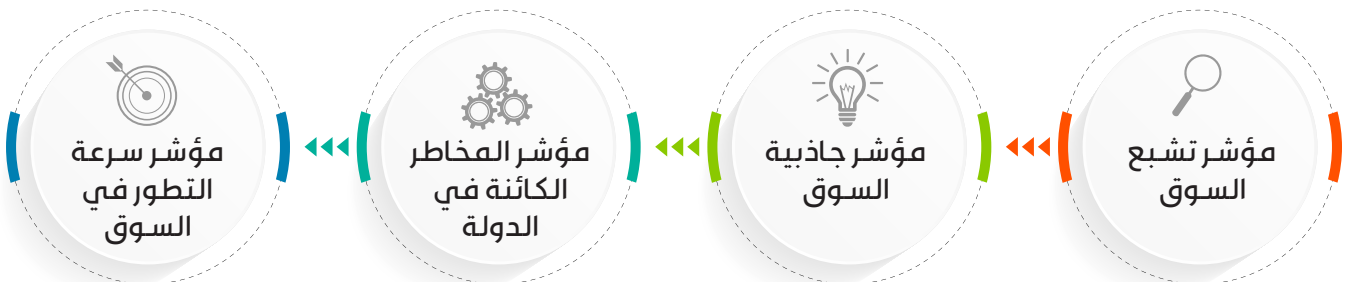 مؤشر تشبع
السوق
مؤشر جاذبية
السوق
مؤشر المخاطر
الكائنة في
الدولة
مؤشر سرعة
التطور في
السوق